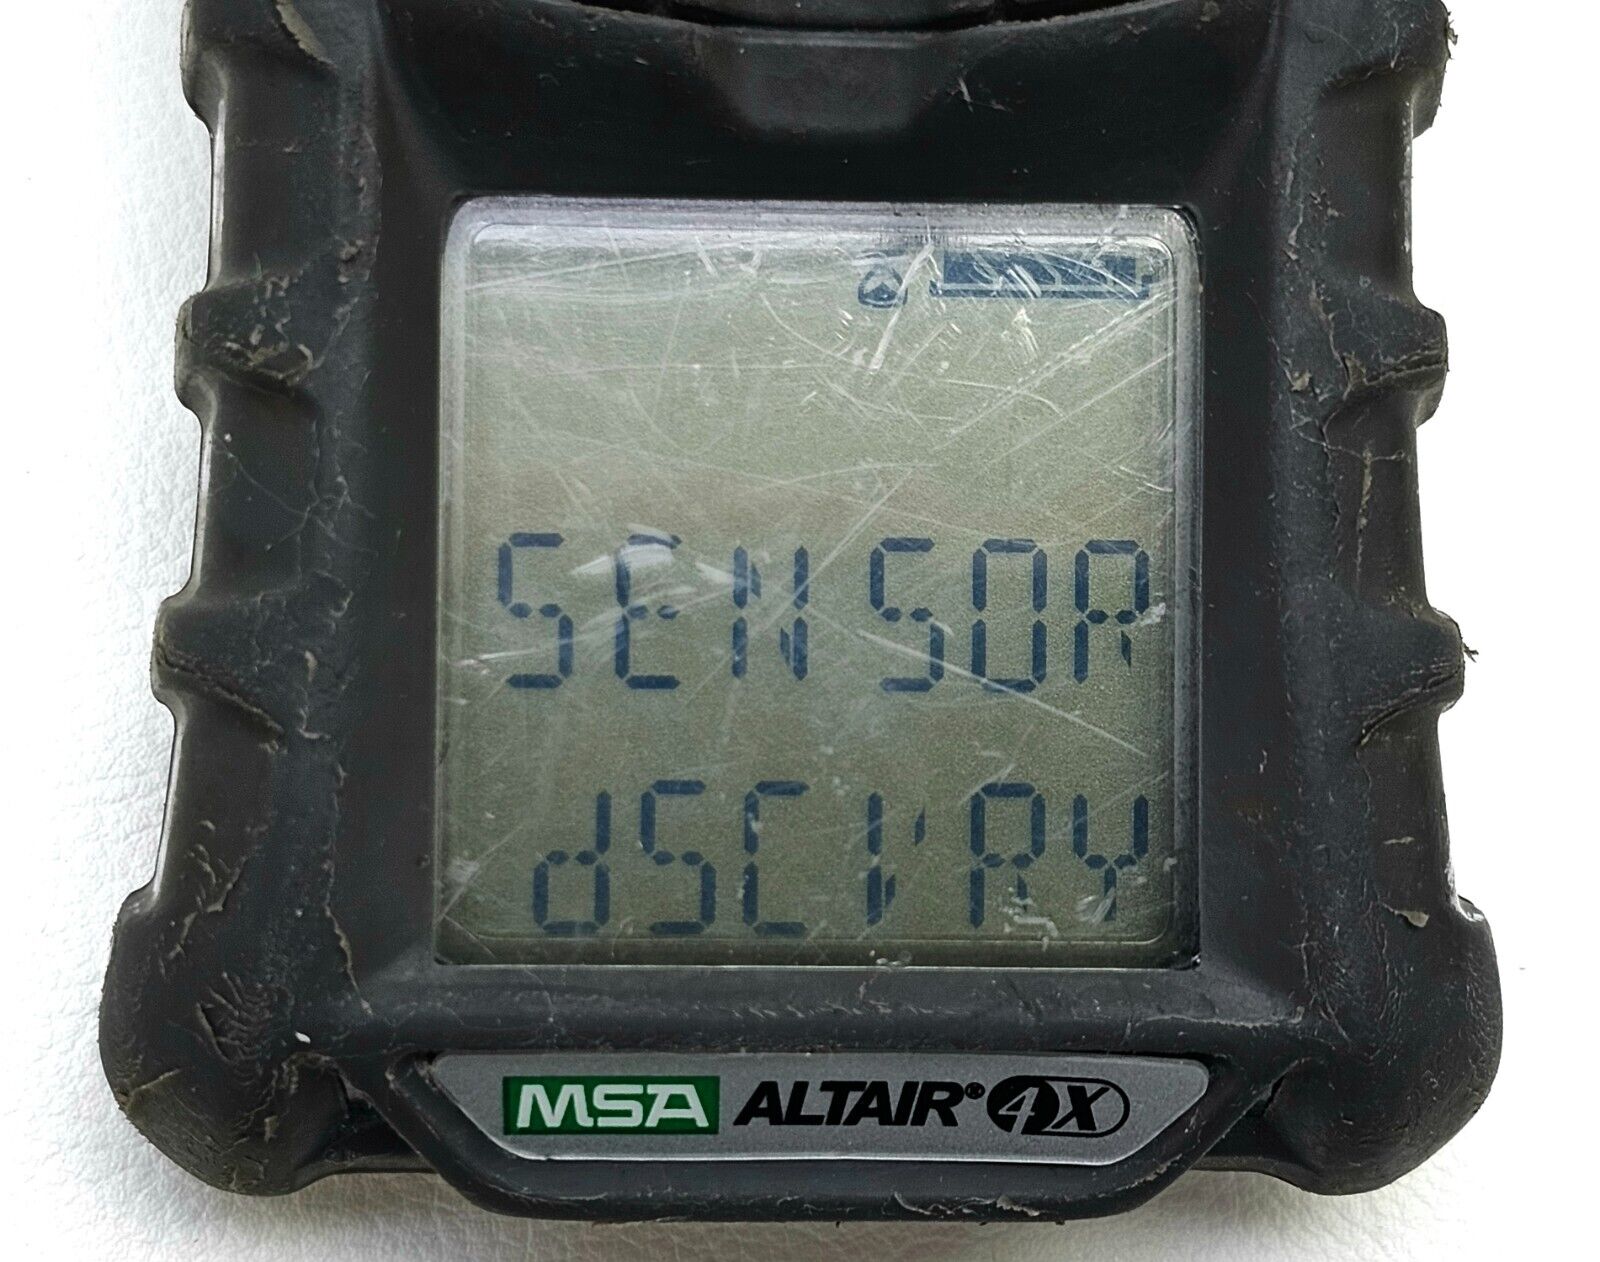 SENSOR
dSCVRY
MSA ALTAIR® 4X